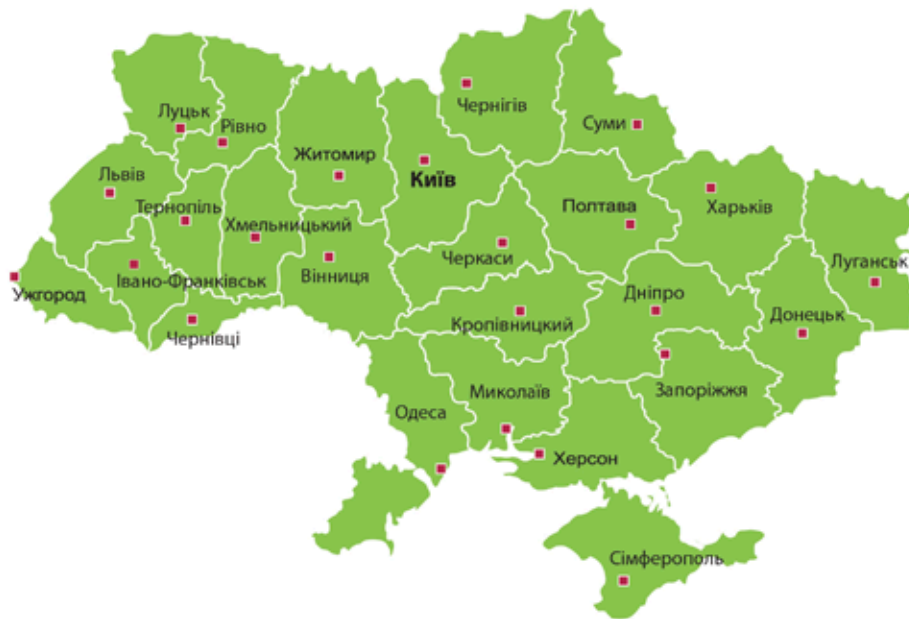 Чернігів
Луцьк
Рівно
Суми
Житомир
Київ
Львів
Тернопіль
Хмельницький
Полтава
Харьків
Черкаси
Вінниця
Луганськ
Івано-Франківськ
Ужгород
Дніпро
Донецьк
Кропівницкий
Чернівці
Запоріжжя
Миколаїв
Одеса
Херсон
Сімферополь